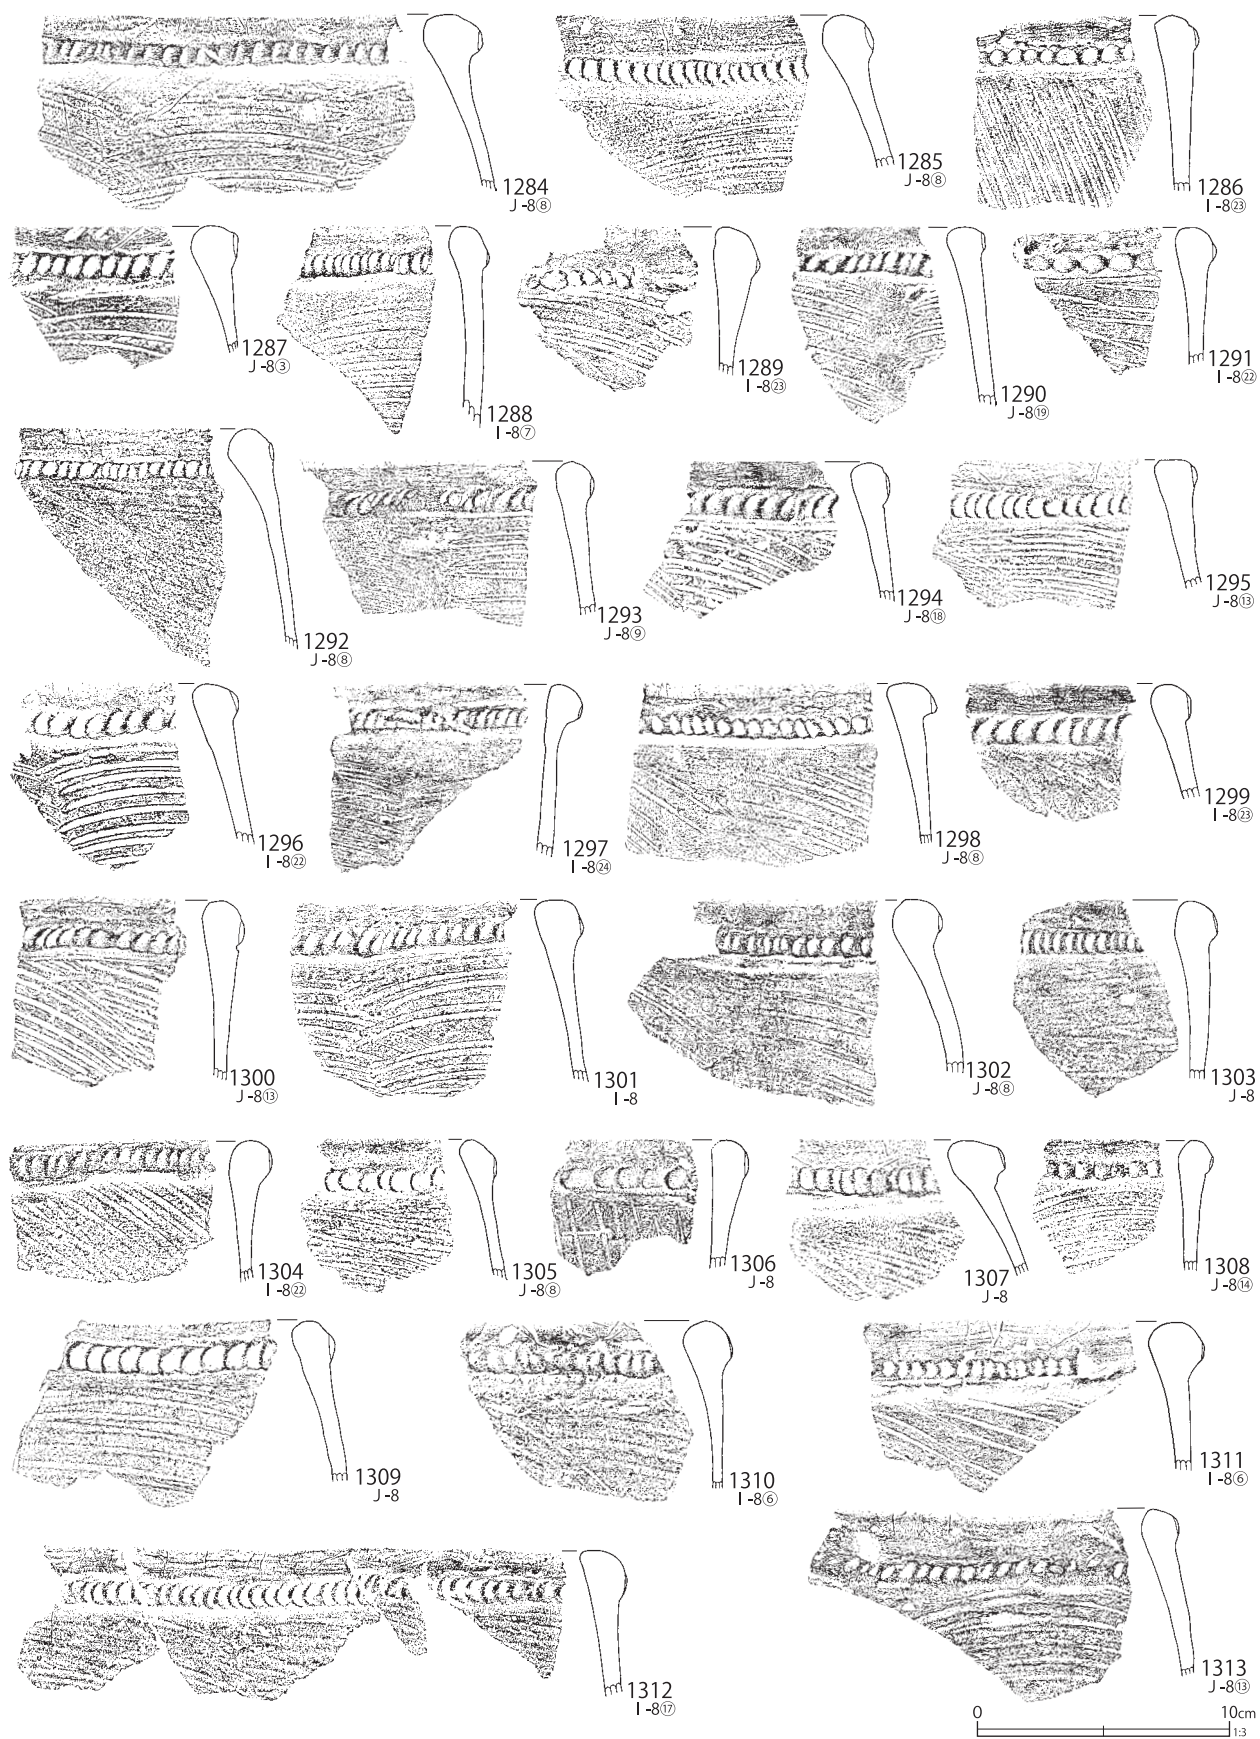 1284
J-8⑧
1285
J-8⑧
1286
I-8㉓
1287
J-8③
1288
I-8⑦
1289
I-8㉓
1290
J-8⑲
1291
I-8㉒
1292
J-8⑧
1293
J-8⑨
1294
J-8⑱
1295
J-8⑬
1296
I-8㉒
1297
I-8㉔
1298
J-8⑧
1299
I-8㉓
1300
J-8⑬
1301
I-8
1302
J-8⑧
1303
J-8
1304
I-8㉒
1305
J-8⑧
1306
J-8
1307
J-8
1308
J-8⑭
1309
J-8
1310
I-8⑥
1311
I-8⑥
1312
I-8⑰
1313
J-8⑬
0 10cm
1:3